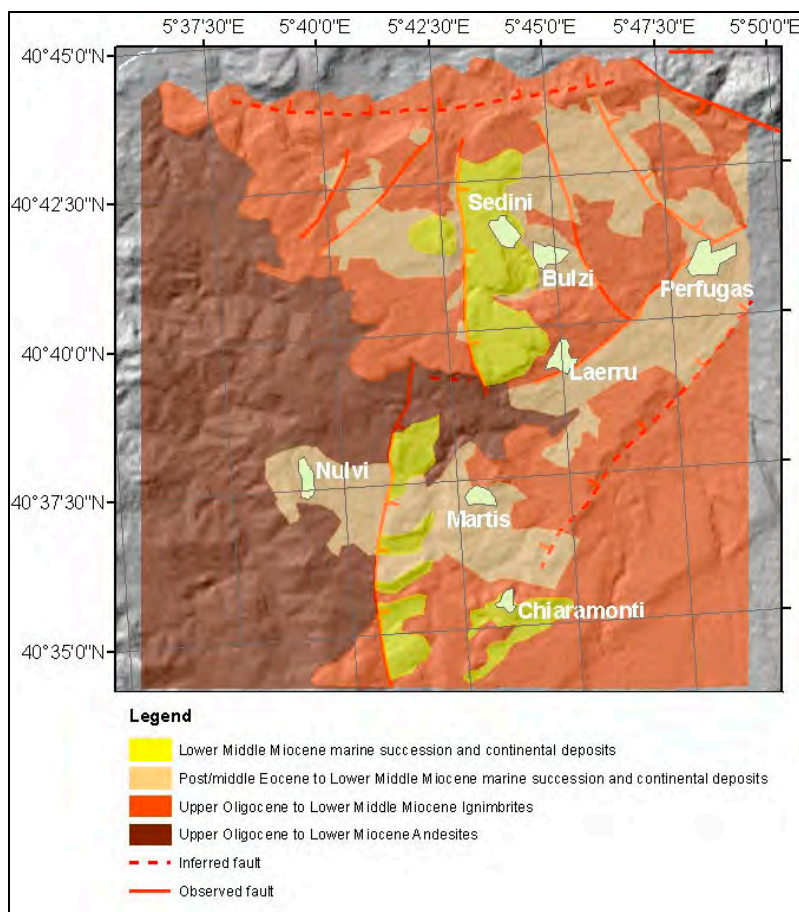 5°37'30"E 5°40'0"E 5°42'30"E 5°45'0"E 5°47'30"E 5°50'0"E
40°45'0"N
40°42'30"N
40°40'0"N
40°37'30"N
40°35'0"N
Sedini
Bulzi
Perfugas
Laerru
Nulvi
Martis
Chiaramonti
Legend
Lower Middle Miocene marine succession and continental deposits
Post/middle Eocene to Lower Middle Miocene marine succession and continental deposits
Upper Oligocene to Lower Middle Miocene Ignimbrites
Upper Oligocene to Lower Miocene Andesites
Inferred fault
Observed fault